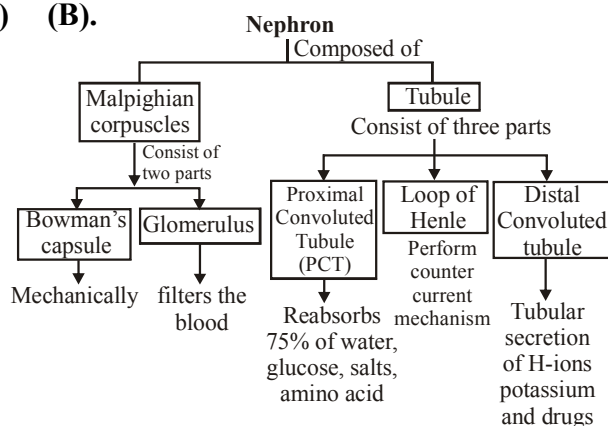 ) (B).
Nephron
Composed of
Malpighian
corpuscles
Tubule
Consist of
two parts
Consist of three parts
Bowman's
capsule
Glomerulus
Proximal
Convoluted
Tubule
(PCT)
Loop of
Henle
Distal
Convoluted
tubule
Mechanically
filters the
blood
Reabsorbs
75% of water,
glucose, salts,
amino acid
Perform
counter
current
mechanism
Tubular
secretion
of H-ions
potassium
and drugs